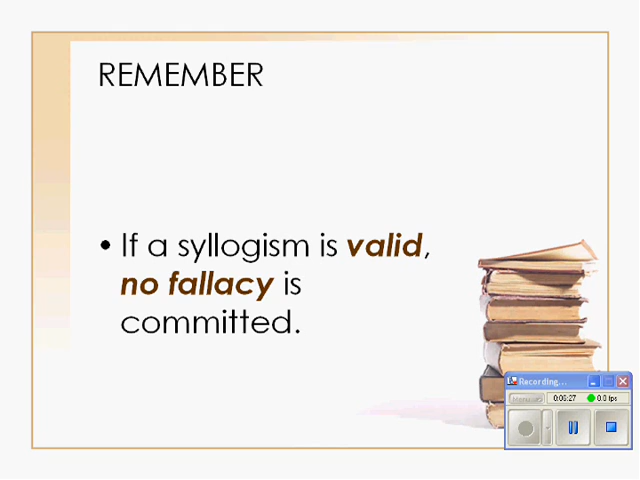 REMEMBER
• If a syllogism is valid,
no fallacy is
committed.
Recording...
0:06:27
0.0 fps